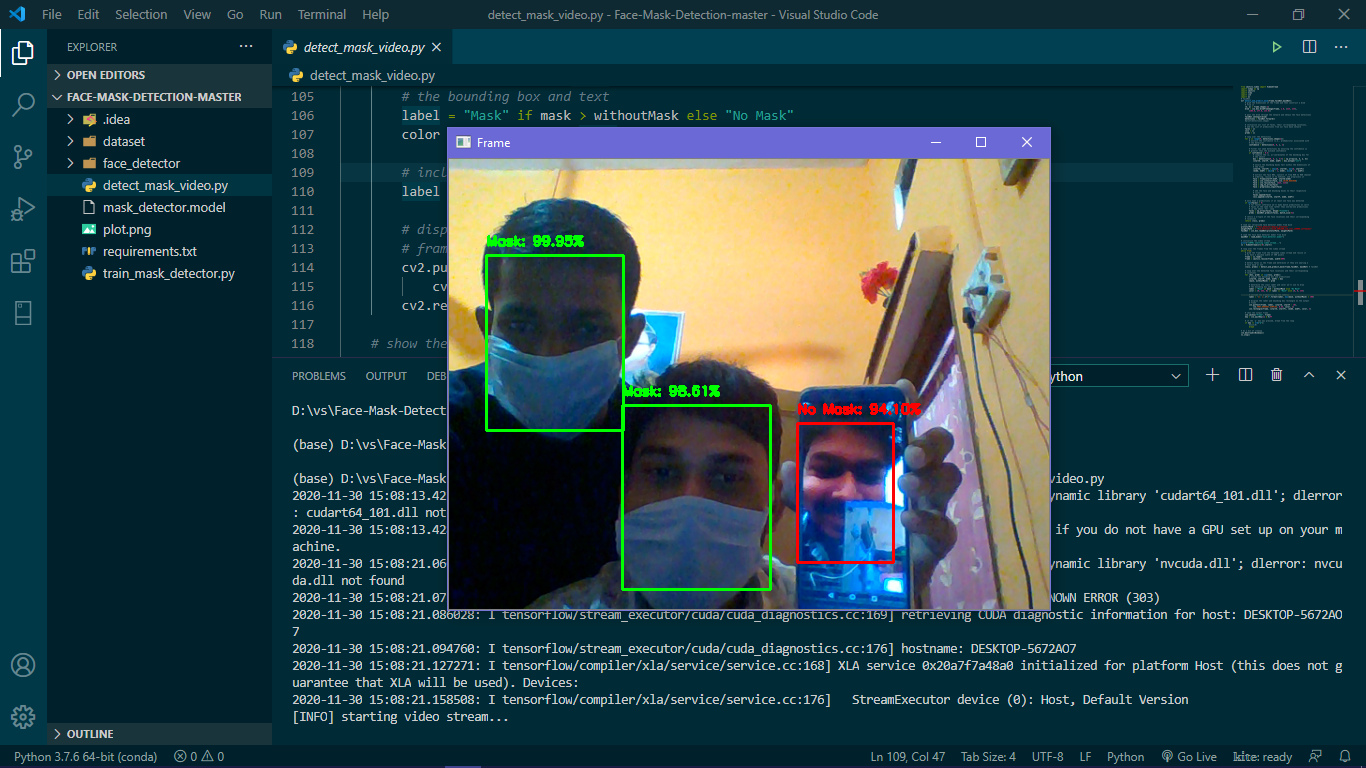 File Edit Selection View Go Run Terminal Help
detect_mask_video.py - Face-Mask-Detection-master - Visual Studio Code
EXPLORER
OPEN EDITORS
FACE-MASK-DETECTION-MASTER
.idea
dataset
face_detector
detect_mask_video.py
mask_detector.model
plot.png
requirements.txt
train_mask_detector.py
OUTLINE
detect_mask_video.py
detect_mask_video.py
105 # the bounding box and text
106 label = "Mask" if mask > withoutMask else "No Mask"
107 color
108
109 # incl
110 label
111
112 # disp
113 # fram
114 cv2.pu
115 cv
116 cv2.re
117
118 # show the
Frame
Mask: 99.95%
Mask: 98.61%
No Mask: 94.10%
PROBLEMS OUTPUT DEB
ython
D:\vs\Face-Mask-Detect
(base) D:\vs\Face-Mask
(base) D:\vs\Face-Mask video.py
2020-11-30 15:08:13.42 ynamic library 'cudart64_101.dll'; dlerror
: cudart64_101.dll not
2020-11-30 15:08:13.42 if you do not have a GPU set up on your m
achine.
2020-11-30 15:08:21.06 ynamic library 'nvcuda.dll'; dlerror: nvcu
da.dll not found
2020-11-30 15:08:21.07 NOWN ERROR (303)
2020-11-30 15:08:21.086028: I tensorflow/stream_executor/cuda/cuda_diagnostics.cc:169] retrieving CUDA diagnostic information for host: DESKTOP-5672AO
7
2020-11-30 15:08:21.094760: I tensorflow/stream_executor/cuda/cuda_diagnostics.cc:176] hostname: DESKTOP-5672AO7
2020-11-30 15:08:21.127271: I tensorflow/compiler/xla/service/service.cc:168] XLA service 0x20a7f7a48a0 initialized for platform Host (this does not g
uarantee that XLA will be used). Devices:
2020-11-30 15:08:21.158508: I tensorflow/compiler/xla/service/service.cc:176] StreamExecutor device (0): Host, Default Version
[INFO] starting video stream...
Python 3.7.6 64-bit (conda) 0 0 Ln 109, Col 47 Tab Size: 4 UTF-8 LF Python Go Live kite: ready